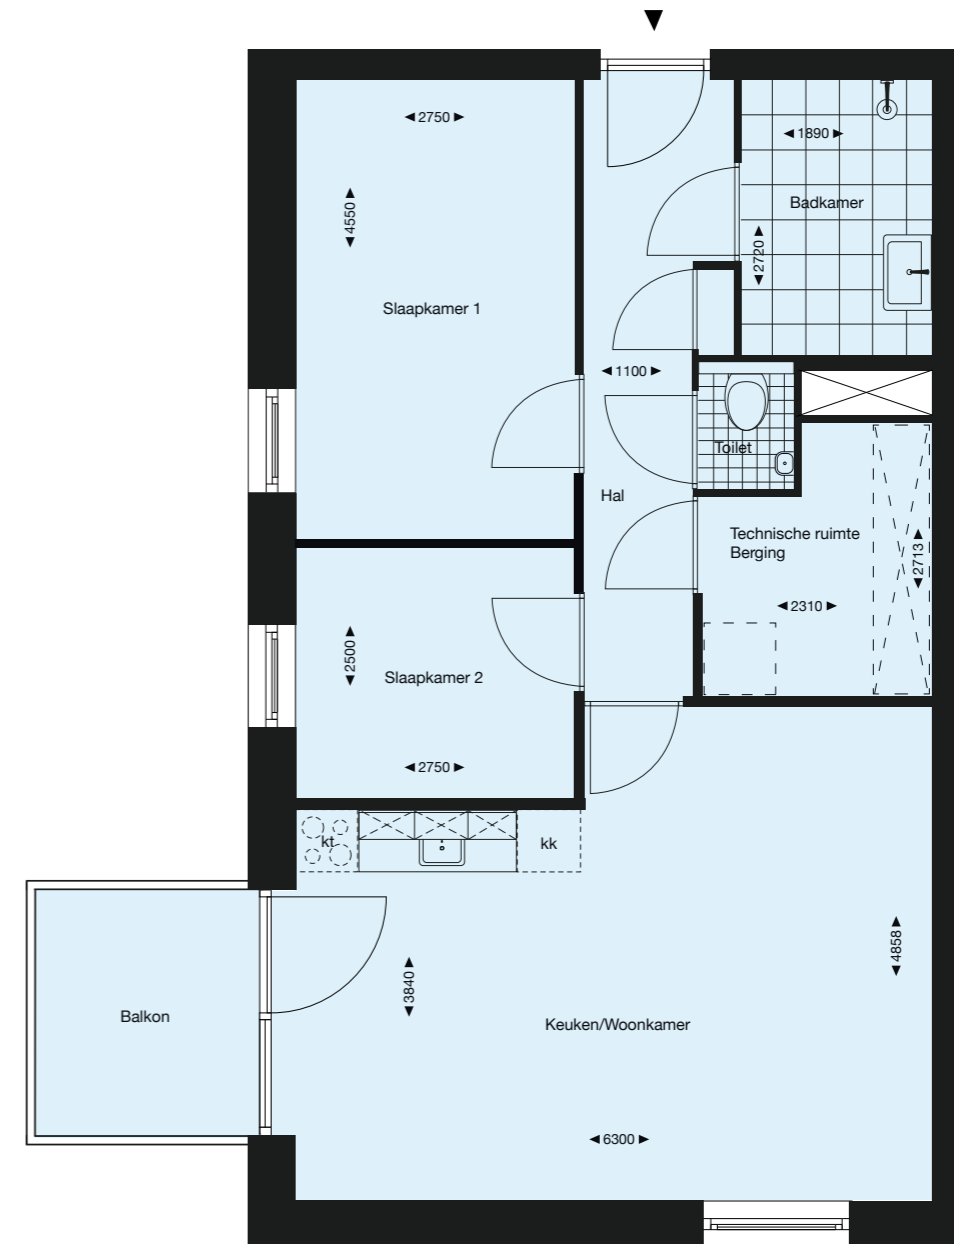 2750
1890
4550
Badkamer
2720
Slaapkamer 1
1100
Toilet
Hal
Technische ruimte
Berging
2713
2310
2500
Slaapkamer 2
2750
kt
kk
4858
3840
Balkon
Keuken/Woonkamer
6300